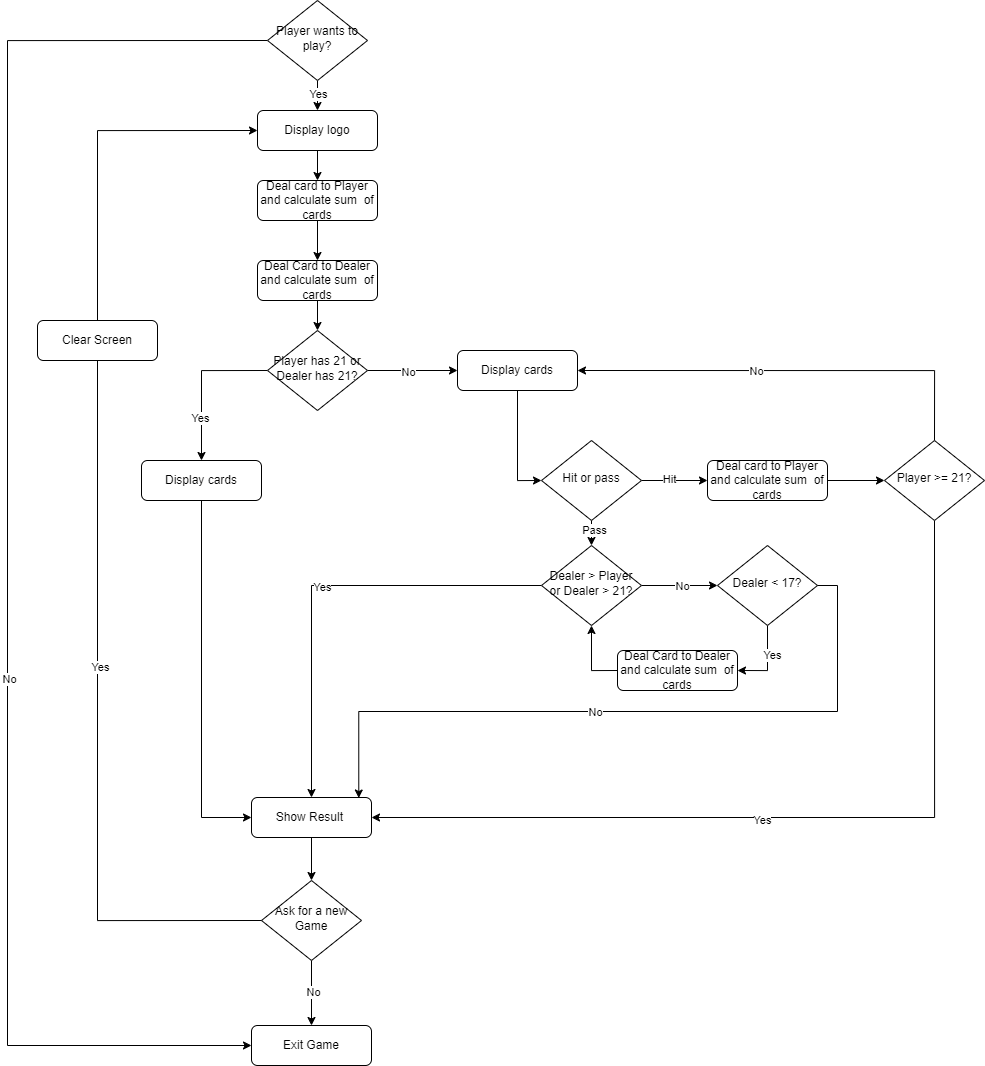 Player wants to
play?
Yes
Display logo
Deal card to Player
and calculate sum of
cards
Deal Card to Dealer
and calculate sum of
cards
Clear Screen
Player has 21 or
Dealer has 21?
No
Display cards
No
Yes
Display cards
Hit or pass
Hit
Deal card to Player
and calculate sum of
cards
Player >= 21?
Pass
Dealer > Player
or Dealer > 21?
Yes
No
Dealer < 17?
Yes
Deal Card to Dealer
and calculate sum of
cards
Yes
No
No
Show Result
Yes
Ask for a new
Game
No
Exit Game